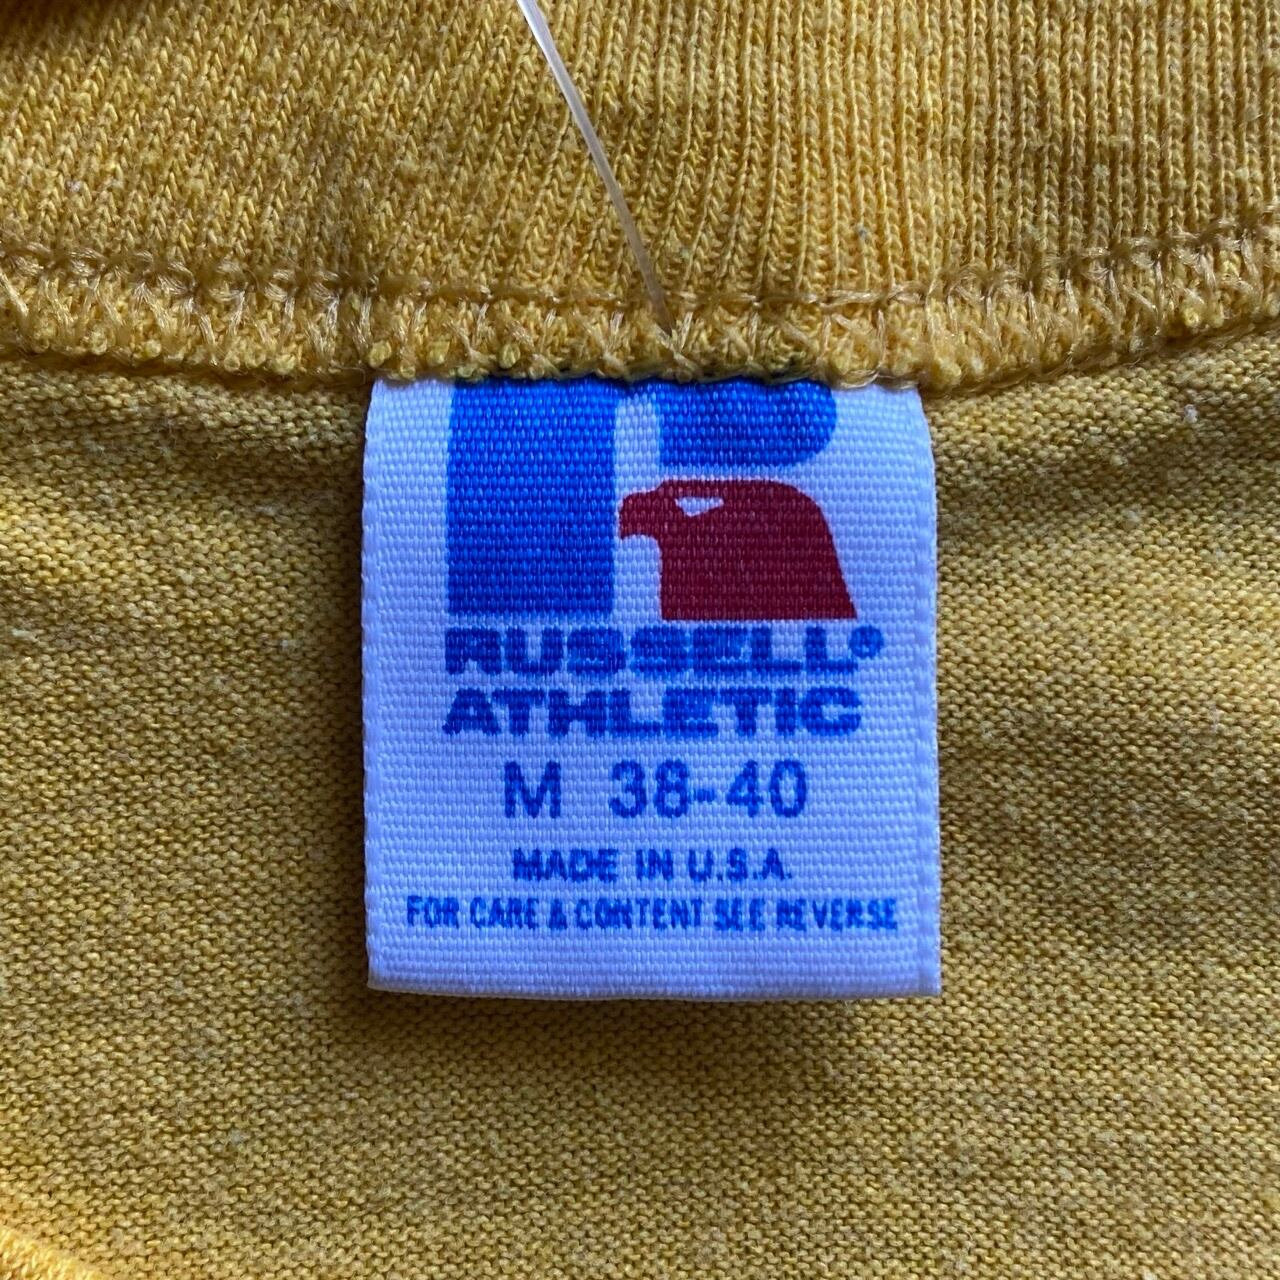 R
RUSSELL®
ATHLETIC
M 38-40
MADE IN U.S.A.
FOR CARE & CONTENT SEE REVERSE